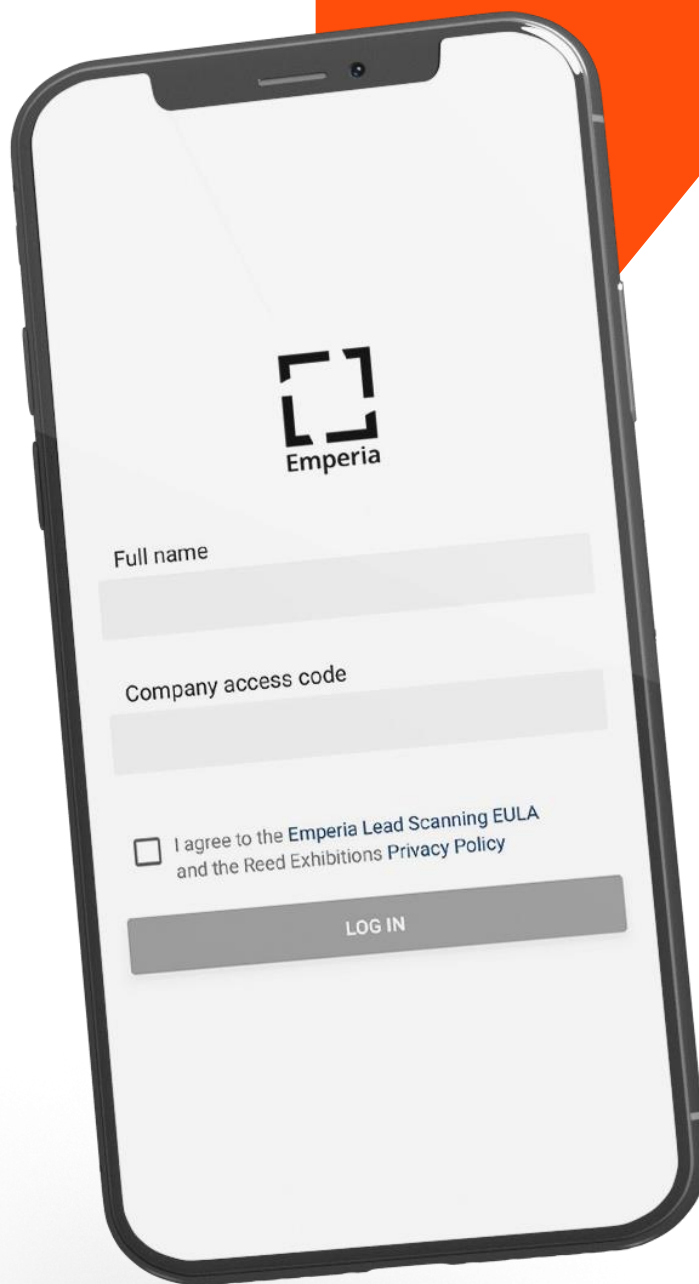 Emperia
Full name
Company access code
I agree to the Emperia Lead Scanning EULA
and the Reed Exhibitions Privacy Policy
LOG IN